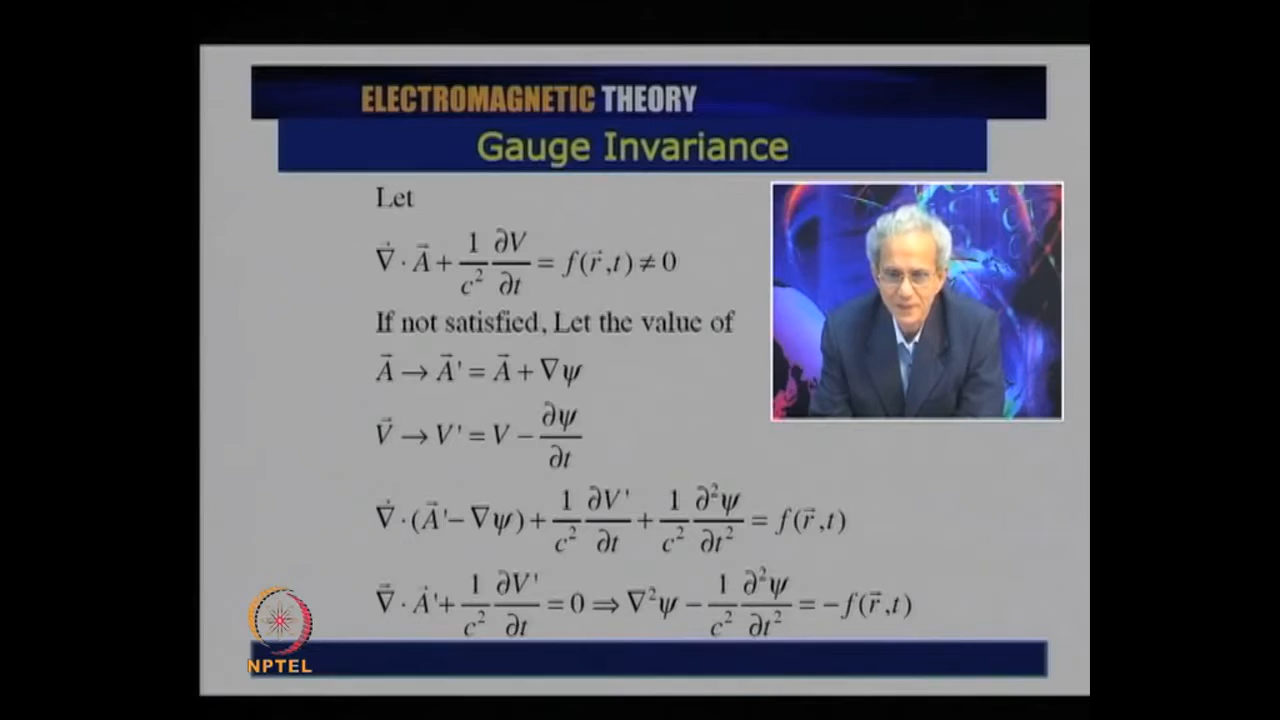 ELECTROMAGNETIC THEORY
Gauge Invariance
Let
∇⃗ · A⃗ + 1/c² ∂V/∂t = f(r⃗,t) ≠ 0
If not satisfied, Let the value of
A⃗ → A⃗' = A⃗ + ∇ψ
V⃗ → V' = V − ∂ψ/∂t
∇⃗ · (A⃗' − ∇ψ) + 1/c² ∂V'/∂t + 1/c² ∂²ψ/∂t² = f(r⃗,t)
∇⃗ · A⃗' + 1/c² ∂V'/∂t = 0 ⇒ ∇²ψ − 1/c² ∂²ψ/∂t² = −f(r⃗,t)
NPTEL